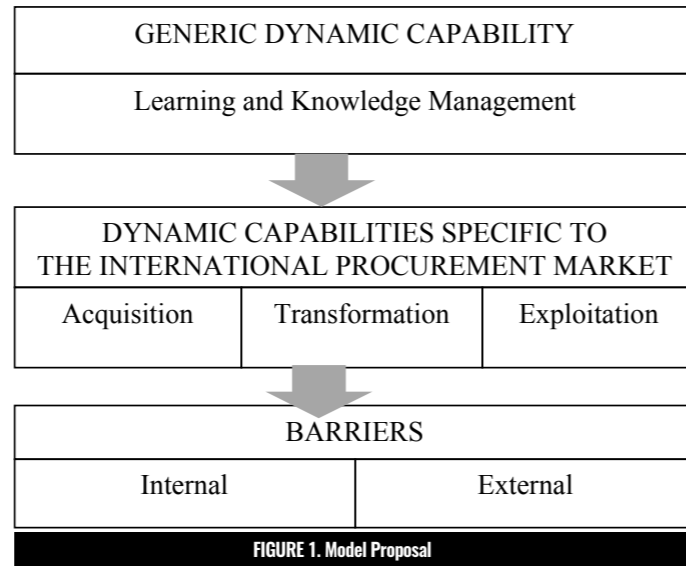 GENERIC DYNAMIC CAPABILITY
Learning and Knowledge Management
DYNAMIC CAPABILITIES SPECIFIC TO
THE INTERNATIONAL PROCUREMENT MARKET
Acquisition
Transformation
Exploitation
BARRIERS
Internal
External
FIGURE 1. Model Proposal